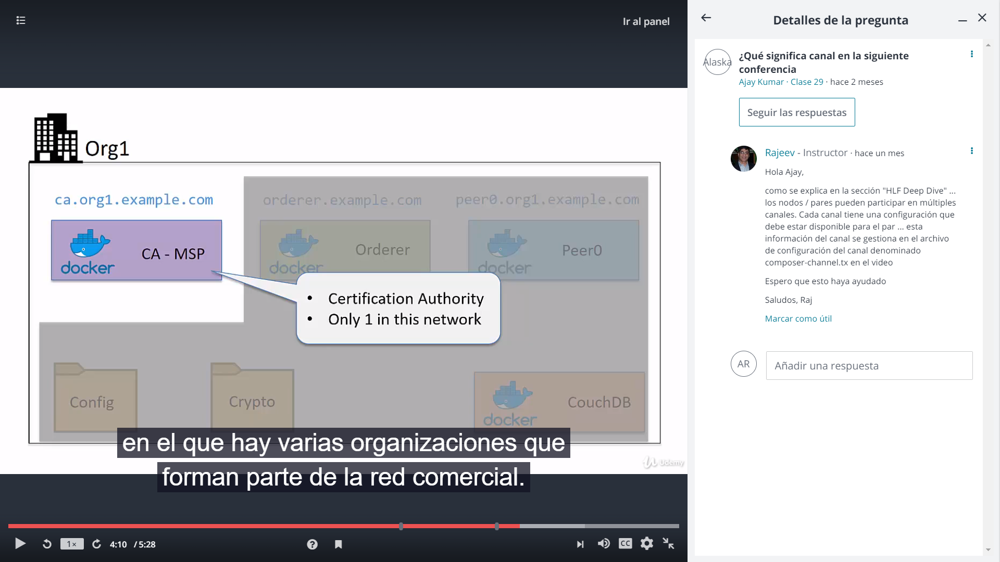 Ir al panel
Org1
ca.org1.example.com
orderer.example.com
peer0.org1.example.com
docker
CA - MSP
docker
Orderer
docker
Peer0
• Certification Authority
• Only 1 in this network
Config
Crypto
docker
CouchDB
en el que hay varias organizaciones que
forman parte de la red comercial.
Udemy
1×
4:10 / 5:28
?
CC
Detalles de la pregunta
Alaska
¿Qué significa canal en la siguiente
conferencia
Ajay Kumar · Clase 29 · hace 2 meses
Seguir las respuestas
Rajeev - Instructor · hace un mes
Hola Ajay,
como se explica en la sección "HLF Deep Dive" ...
los nodos / pares pueden participar en múltiples
canales. Cada canal tiene una configuración que
debe estar disponible para el par ... esta
información del canal se gestiona en el archivo
de configuración del canal denominado
composer-channel.tx en el video
Espero que esto haya ayudado
Saludos, Raj
Marcar como útil
AR
Añadir una respuesta